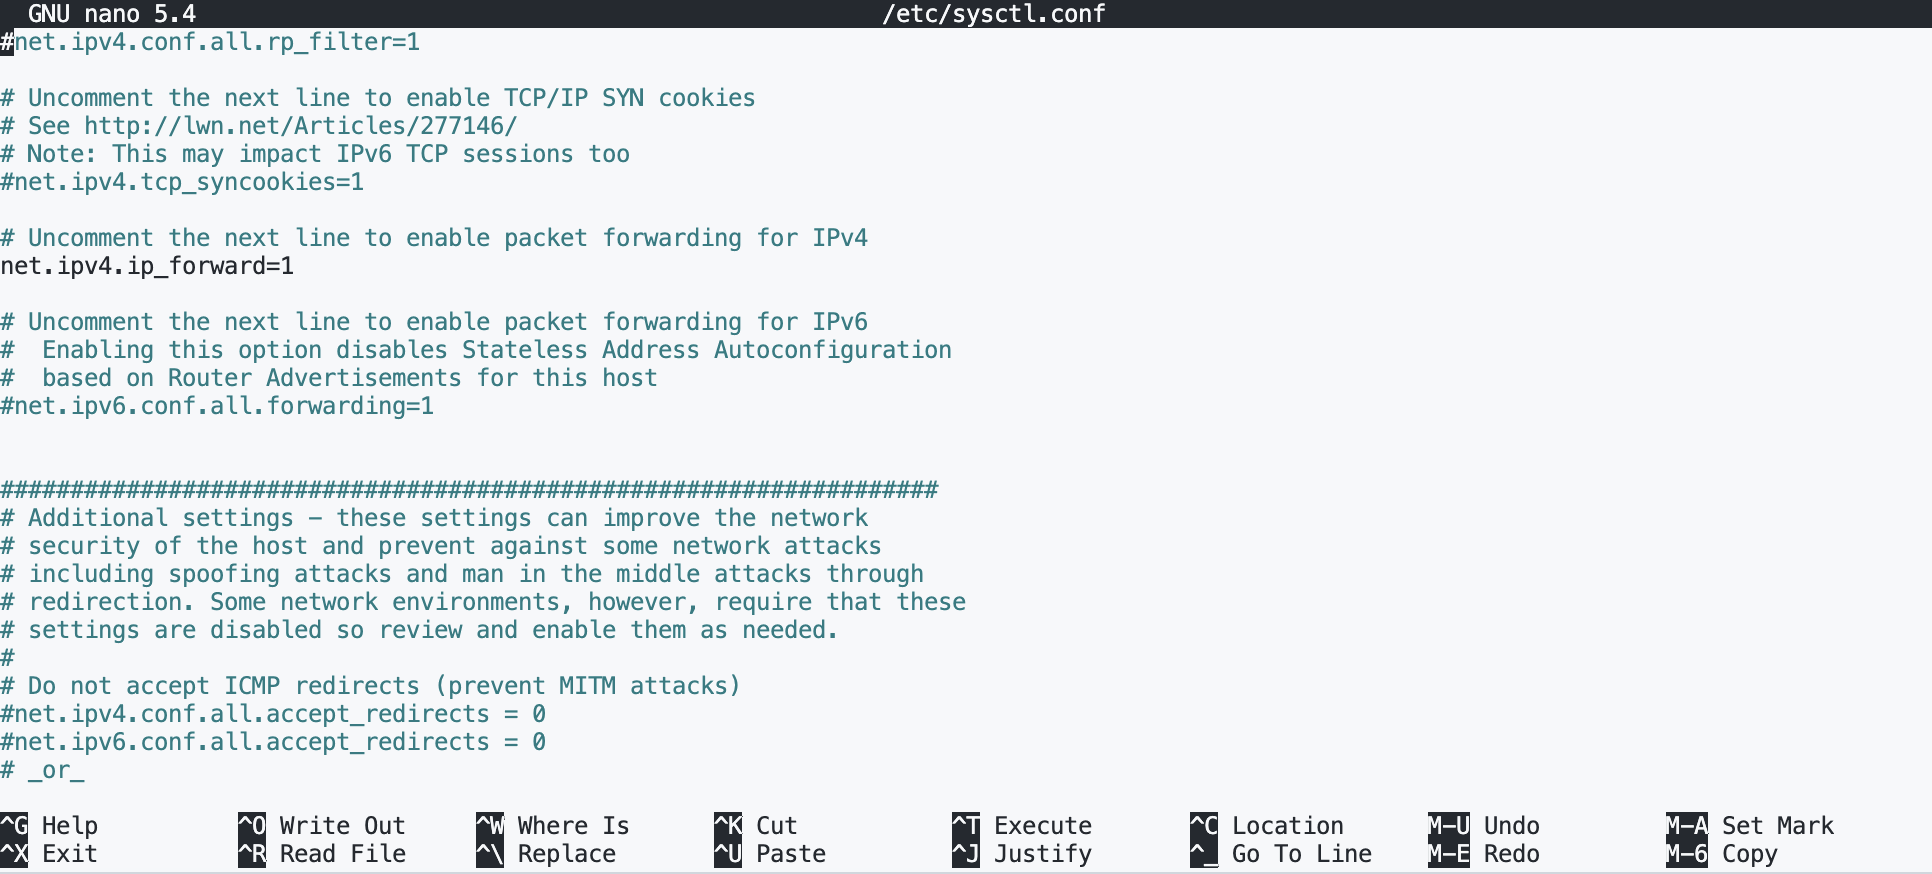 GNU nano 5.4 /etc/sysctl.conf
#net.ipv4.conf.all.rp_filter=1

# Uncomment the next line to enable TCP/IP SYN cookies
# See http://lwn.net/Articles/277146/
# Note: This may impact IPv6 TCP sessions too
#net.ipv4.tcp_syncookies=1

# Uncomment the next line to enable packet forwarding for IPv4
net.ipv4.ip_forward=1

# Uncomment the next line to enable packet forwarding for IPv6
#  Enabling this option disables Stateless Address Autoconfiguration
#  based on Router Advertisements for this host
#net.ipv6.conf.all.forwarding=1


###################################################################
# Additional settings – these settings can improve the network
# security of the host and prevent against some network attacks
# including spoofing attacks and man in the middle attacks through
# redirection. Some network environments, however, require that these
# settings are disabled so review and enable them as needed.
#
# Do not accept ICMP redirects (prevent MITM attacks)
#net.ipv4.conf.all.accept_redirects = 0
#net.ipv6.conf.all.accept_redirects = 0
# _or_

^G Help ^O Write Out ^W Where Is ^K Cut ^T Execute ^C Location M-U Undo M-A Set Mark
^X Exit ^R Read File ^\ Replace ^U Paste ^J Justify ^_ Go To Line M-E Redo M-6 Copy